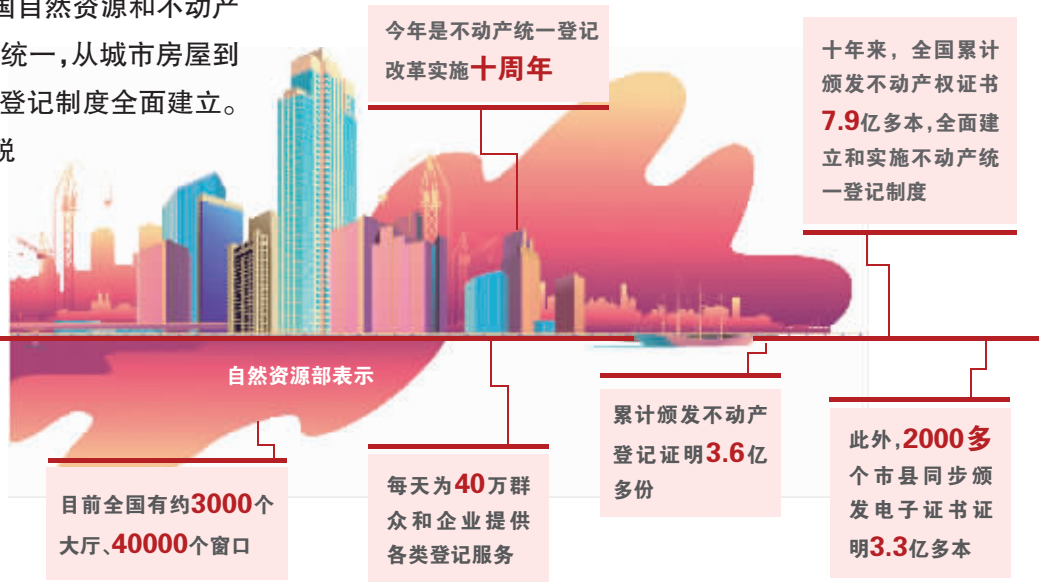 国自然资源和不动产
统一，从城市房屋到
登记制度全面建立。
今年是不动产统一登记
改革实施十周年
十年来，全国累计
颁发不动产权证书
7.9亿多本，全面建
立和实施不动产统
一登记制度
自然资源部表示
目前全国有约3000个
大厅、40000个窗口
每天为40万群
众和企业提供
各类登记服务
累计颁发不动产
登记证明3.6亿
多份
此外，2000多
个市县同步颁
发电子证书证
明3.3亿多本